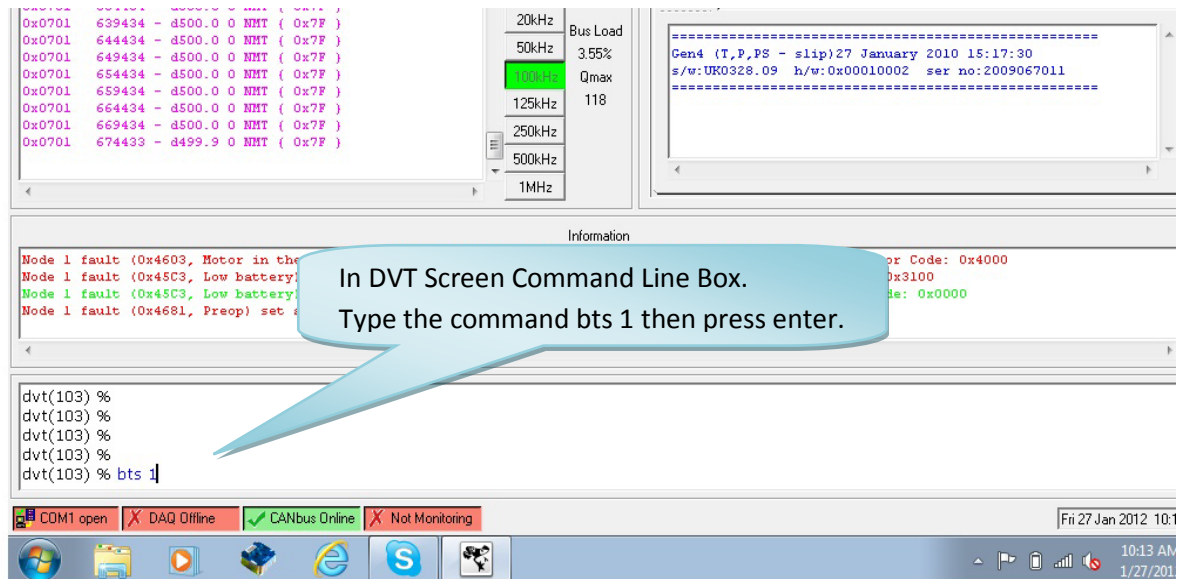 0x0701 639434 - d500.0 0 NMT ( 0x7F )
0x0701 644434 - d500.0 0 NMT ( 0x7F )
0x0701 649434 - d500.0 0 NMT ( 0x7F )
0x0701 654434 - d500.0 0 NMT ( 0x7F )
0x0701 659434 - d500.0 0 NMT ( 0x7F )
0x0701 664434 - d500.0 0 NMT ( 0x7F )
0x0701 669434 - d500.0 0 NMT ( 0x7F )
0x0701 674433 - d499.9 0 NMT ( 0x7F )
20kHz
50kHz
100kHz
125kHz
250kHz
500kHz
1MHz
Bus Load
3.55%
Qmax
118
=====================================================
Gen4 (T,P,PS - slip)27 January 2010 15:17:30
s/w:UK0328.09 h/w:0x00010002 ser no:2009067011
=====================================================
Information
Node 1 fault (0x4603, Motor in the
or Code: 0x4000
Node 1 fault (0x45C3, Low battery)
0x3100
Node 1 fault (0x45C3, Low battery)
de: 0x0000
Node 1 fault (0x4681, Preop) set
In DVT Screen Command Line Box.
Type the command bts 1 then press enter.
dvt(103) %
dvt(103) %
dvt(103) %
dvt(103) %
dvt(103) % bts 1
COM1 open
DAQ Offline
CANbus Online
Not Monitoring
Fri 27 Jan 2012 10:1
10:13 AM
1/27/201